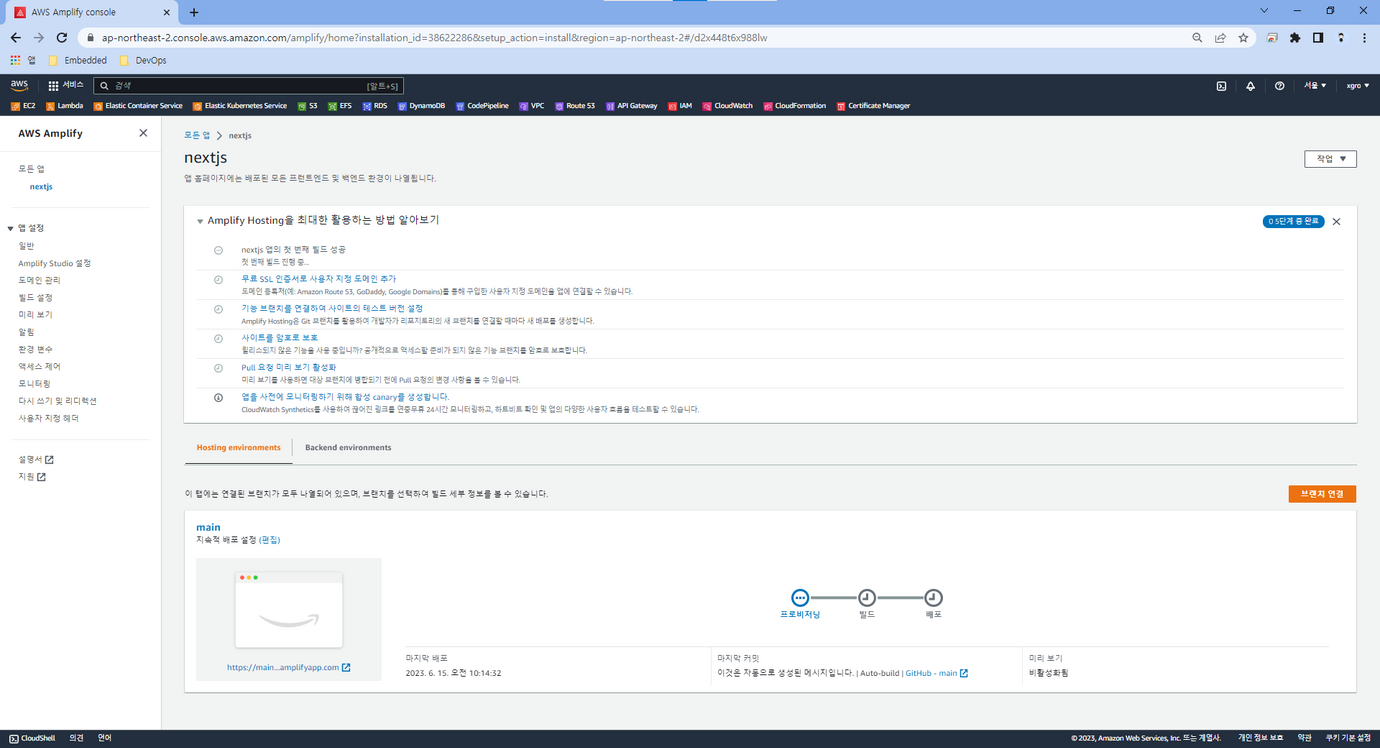 AWS Amplify console
ap-northeast-2.console.aws.amazon.com/amplify/home?installation_id=38622286&setup_action=install&region=ap-northeast-2#/d2x448t6x988lw
앱 Embedded DevOps
aws 서비스 검색 [알트+S] 서울 ▼ xgro ▼
EC2 Lambda Elastic Container Service Elastic Kubernetes Service S3 EFS RDS DynamoDB CodePipeline VPC Route 53 API Gateway IAM CloudWatch CloudFormation Certificate Manager
AWS Amplify
모든 앱
nextjs
앱 설정
일반
Amplify Studio 설정
도메인 관리
빌드 설정
미리 보기
알림
환경 변수
액세스 제어
모니터링
다시 쓰기 및 리디렉션
사용자 지정 헤더
설명서
지원
모든 앱 > nextjs
nextjs
작업 ▼
앱 홈페이지에는 배포된 모든 프런트엔드 및 백엔드 환경이 나열됩니다.
Amplify Hosting을 최대한 활용하는 방법 알아보기
0 5단계 중 완료
nextjs 앱의 첫 번째 빌드 성공
첫 번째 빌드 진행 중...
무료 SSL 인증서로 사용자 지정 도메인 추가
도메인 등록자(예: Amazon Route 53, GoDaddy, Google Domains)를 통해 구입한 사용자 지정 도메인을 앱에 연결할 수 있습니다.
기능 브랜치를 연결하여 사이트의 테스트 버전 설정
Amplify Hosting은 Git 브랜치를 활용하여 개발자가 리포지토리의 새 브랜치를 연결할 때마다 새 배포를 생성합니다.
사이트를 암호로 보호
릴리스되지 않은 기능을 사용 중입니까? 공개적으로 액세스할 준비가 되지 않은 기능 브랜치를 암호로 보호합니다.
Pull 요청 미리 보기 활성화
미리 보기를 사용하면 대상 브랜치에 병합되기 전에 Pull 요청의 변경 사항을 볼 수 있습니다.
앱을 사전에 모니터링하기 위해 합성 canary를 생성합니다.
CloudWatch Synthetics를 사용하여 끊어진 링크를 연중무휴 24시간 모니터링하고, 하트비트 확인 및 앱의 다양한 사용자 흐름을 테스트할 수 있습니다.
Hosting environments Backend environments
이 탭에는 연결된 브랜치가 모두 나열되어 있으며, 브랜치를 선택하여 빌드 세부 정보를 볼 수 있습니다.
브랜치 연결
main
지속적 배포 설정 (편집)
프로비저닝 빌드 배포
https://main...amplifyapp.com
마지막 배포
2023. 6. 15. 오전 10:14:32
마지막 커밋
이것은 자동으로 생성된 메시지입니다. | Auto-build | GitHub - main
미리 보기
비활성화됨
CloudShell 의견 언어
© 2023, Amazon Web Services, Inc. 또는 계열사. 개인 정보 보호 약관 쿠키 기본 설정